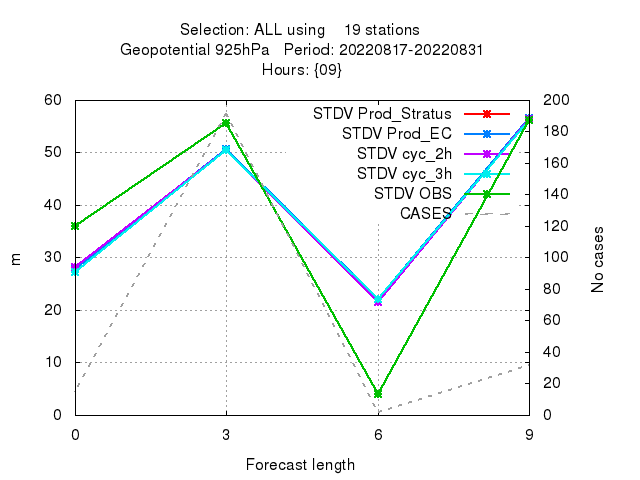 Selection: ALL using    19 stations
Geopotential 925hPa   Period: 20220817-20220831
Hours: {09}
60 200
180
50 160
140
40 120
30 100
80
20 60
40
10 20
0 0
m
No cases
STDV Prod_Stratus
STDV Prod_EC
STDV cyc_2h
STDV cyc_3h
STDV OBS
CASES
0 3 6 9
Forecast length